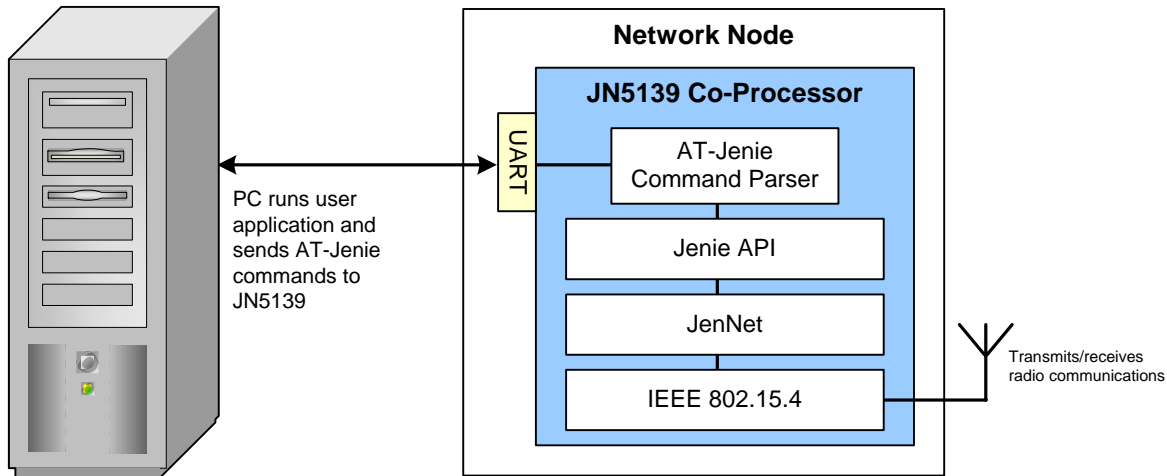 Network Node
JN5139 Co-Processor
UART
AT-Jenie
Command Parser
PC runs user
application and
sends AT-Jenie
commands to
JN5139
Jenie API
JenNet
IEEE 802.15.4
Transmits/receives
radio communications